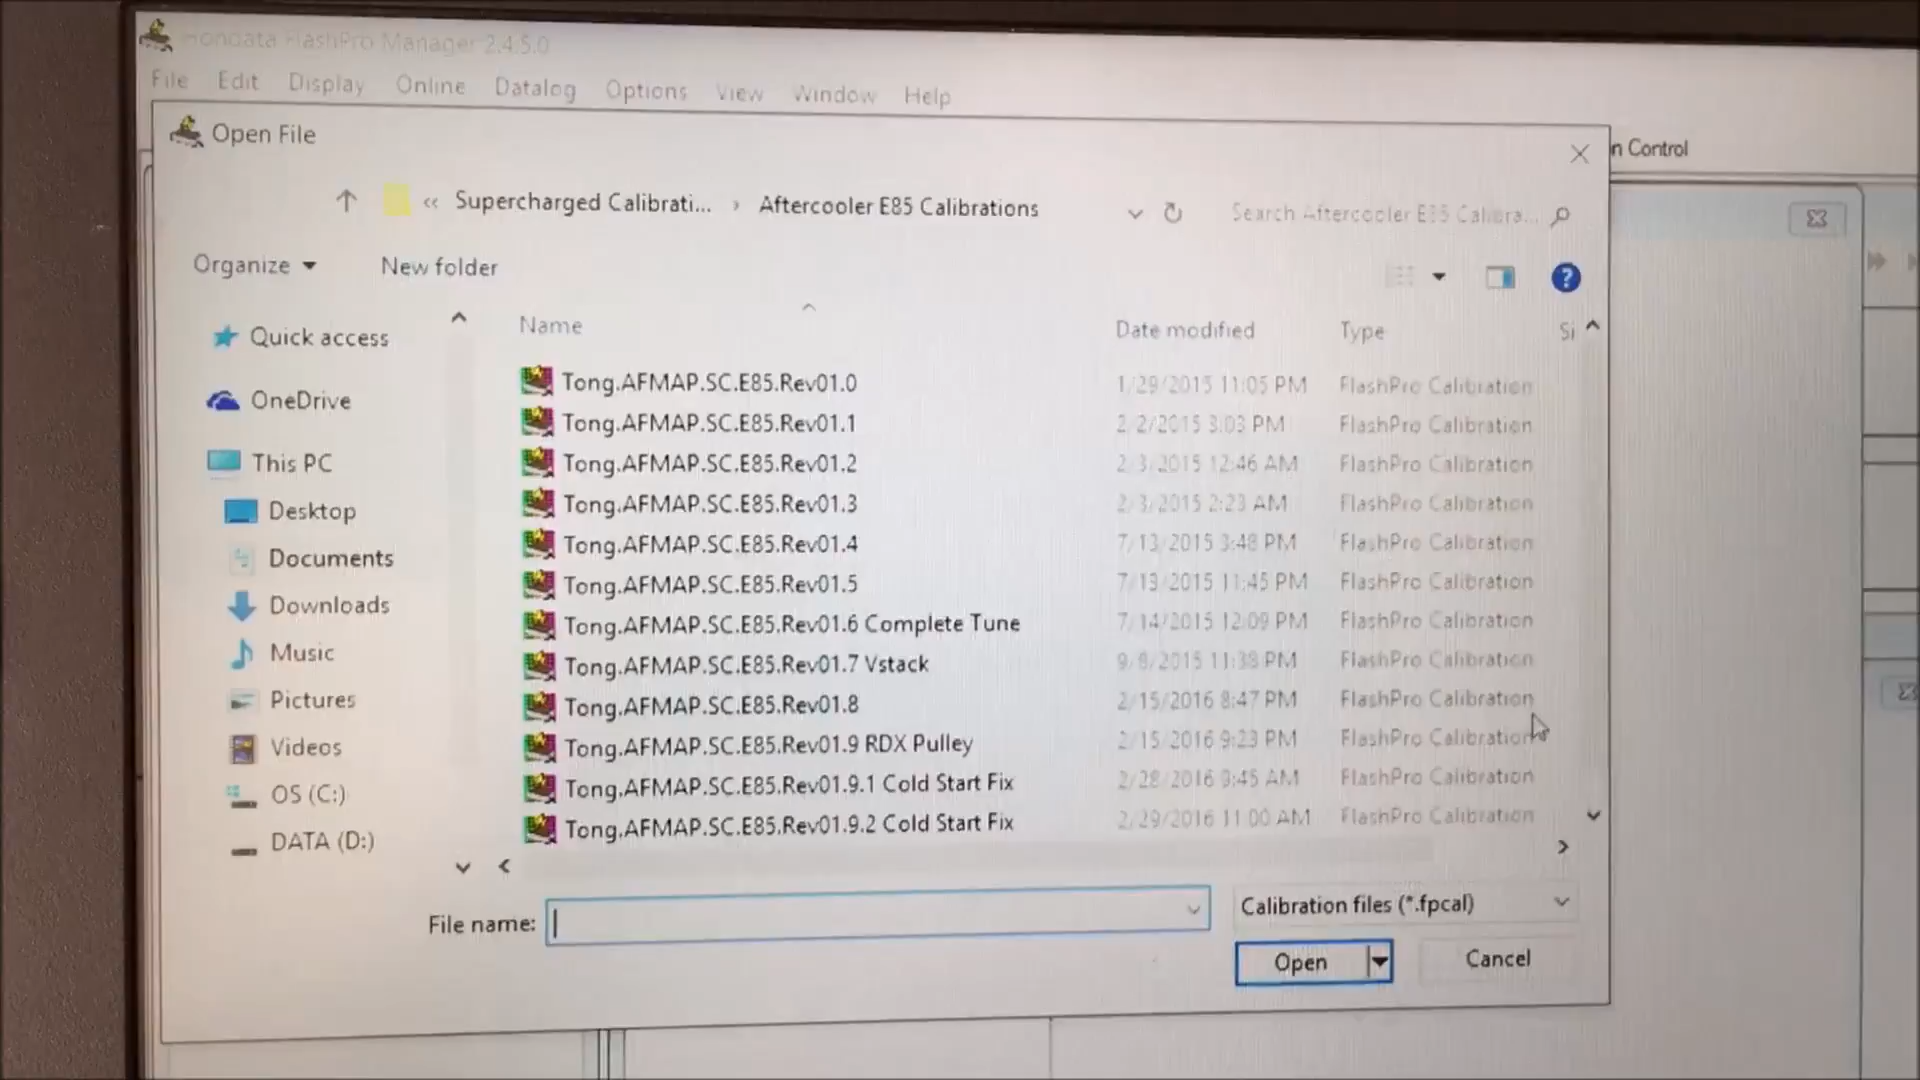 Hondata FlashPro Manager 2.4.5.0
File Edit Display Online Datalog Options View Window Help
Open File
n Control
« Supercharged Calibrati... › Aftercooler E85 Calibrations
Search Aftercooler E85 Calibra...
Organize New folder
Name Date modified Type Si
Quick access
OneDrive
This PC
Desktop
Documents
Downloads
Music
Pictures
Videos
OS (C:)
DATA (D:)
Tong.AFMAP.SC.E85.Rev01.0 1/29/2015 11:05 PM FlashPro Calibration
Tong.AFMAP.SC.E85.Rev01.1 2/2/2015 3:03 PM FlashPro Calibration
Tong.AFMAP.SC.E85.Rev01.2 2/3/2015 12:46 AM FlashPro Calibration
Tong.AFMAP.SC.E85.Rev01.3 2/3/2015 2:23 AM FlashPro Calibration
Tong.AFMAP.SC.E85.Rev01.4 7/13/2015 3:48 PM FlashPro Calibration
Tong.AFMAP.SC.E85.Rev01.5 7/13/2015 11:45 PM FlashPro Calibration
Tong.AFMAP.SC.E85.Rev01.6 Complete Tune 7/14/2015 12:09 PM FlashPro Calibration
Tong.AFMAP.SC.E85.Rev01.7 Vstack 9/8/2015 11:38 PM FlashPro Calibration
Tong.AFMAP.SC.E85.Rev01.8 2/15/2016 8:47 PM FlashPro Calibration
Tong.AFMAP.SC.E85.Rev01.9 RDX Pulley 2/15/2016 9:23 PM FlashPro Calibration
Tong.AFMAP.SC.E85.Rev01.9.1 Cold Start Fix 2/28/2016 9:45 AM FlashPro Calibration
Tong.AFMAP.SC.E85.Rev01.9.2 Cold Start Fix 2/29/2016 11:00 AM FlashPro Calibration
File name:
Calibration files (*.fpcal)
Open Cancel